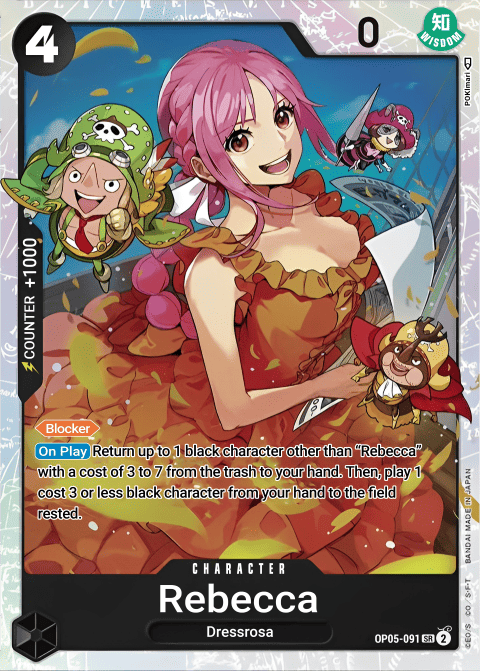 4
0
知
WISDOM
POKImari
COUNTER +1000
Blocker
On Play Return up to 1 black character other than “Rebecca”
with a cost of 3 to 7 from the trash to your hand. Then, play 1
cost 3 or less black character from your hand to the field
rested.
©E.O/S. ©O/S·F·T BANDAI MADE IN JAPAN
CHARACTER
Rebecca
Dressrosa
OP05-091 SR 2